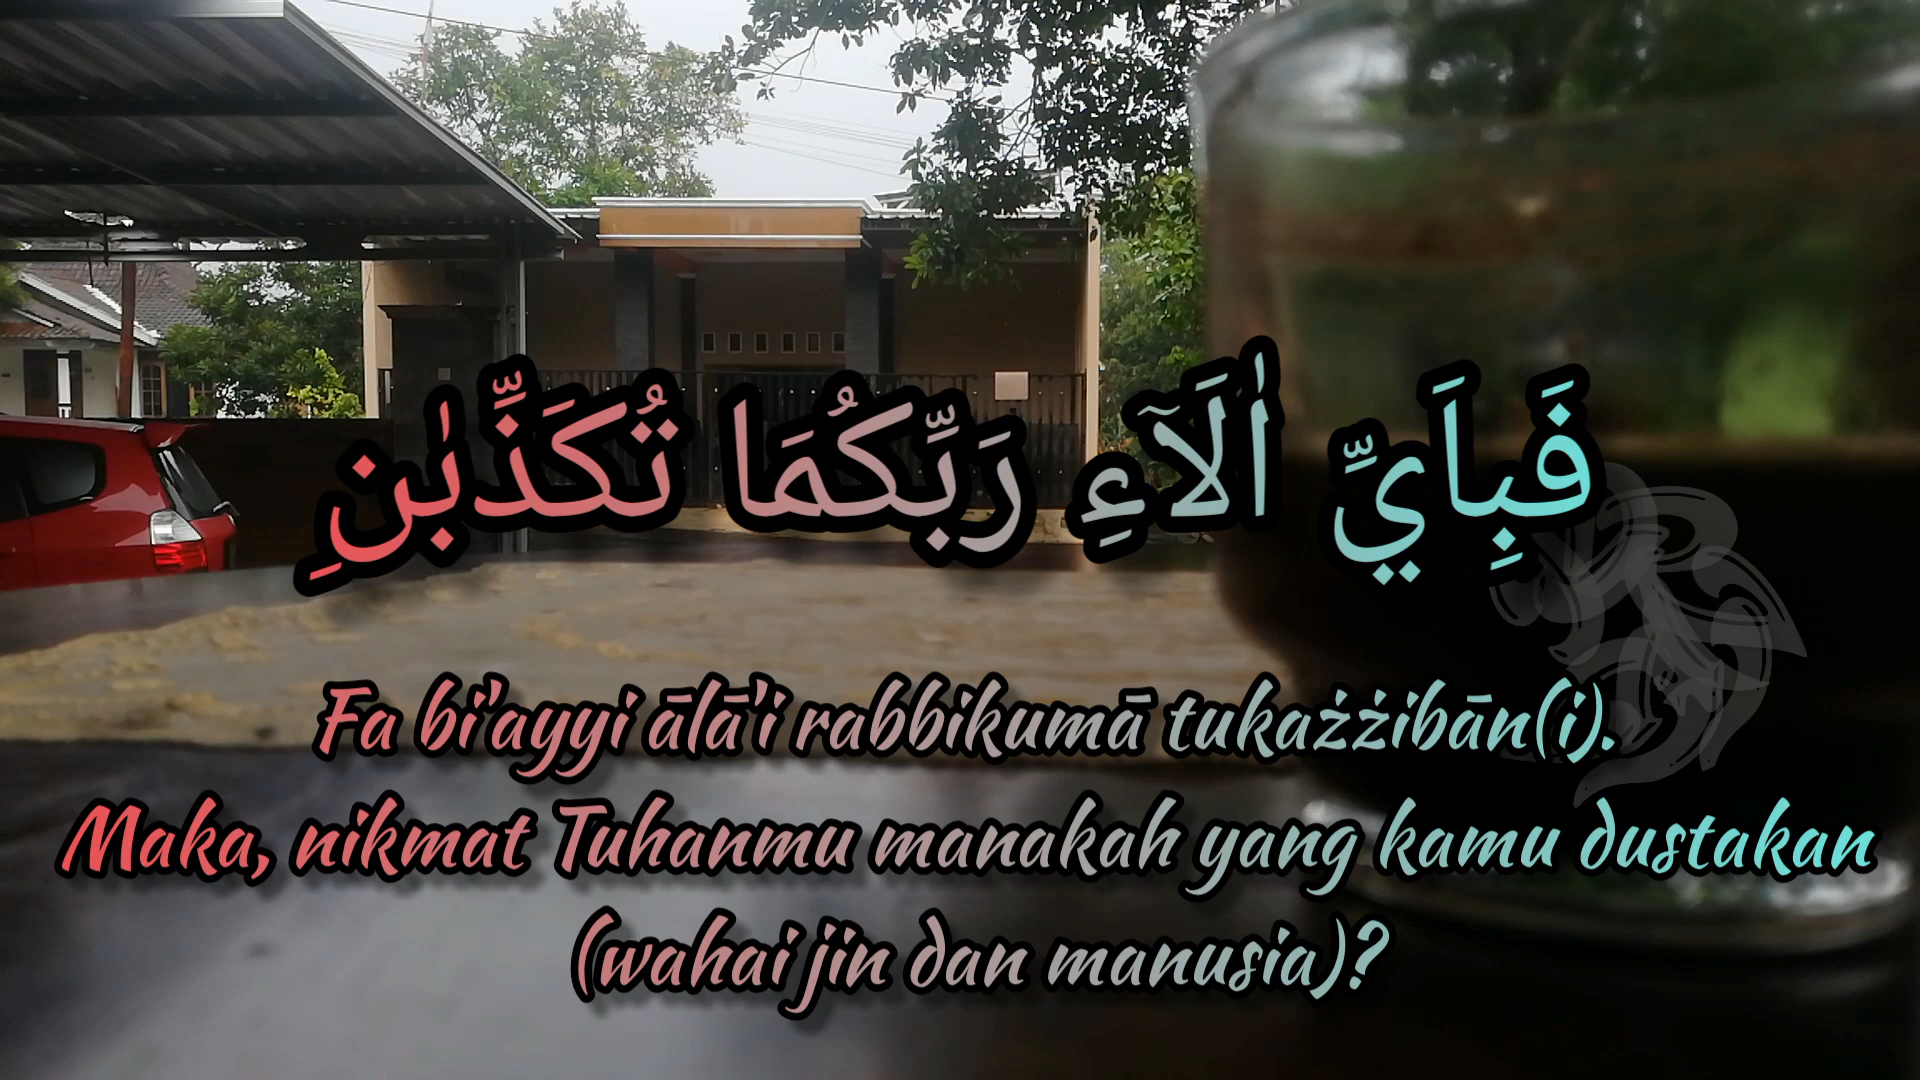 فَبِاَيِّ اٰلَاۤءِ رَبِّكُمَا تُكَذِّبٰنِ
Fa bi'ayyi ālā'i rabbikumā tukażżibān(i).
Maka, nikmat Tuhanmu manakah yang kamu dustakan
(wahai jin dan manusia)?